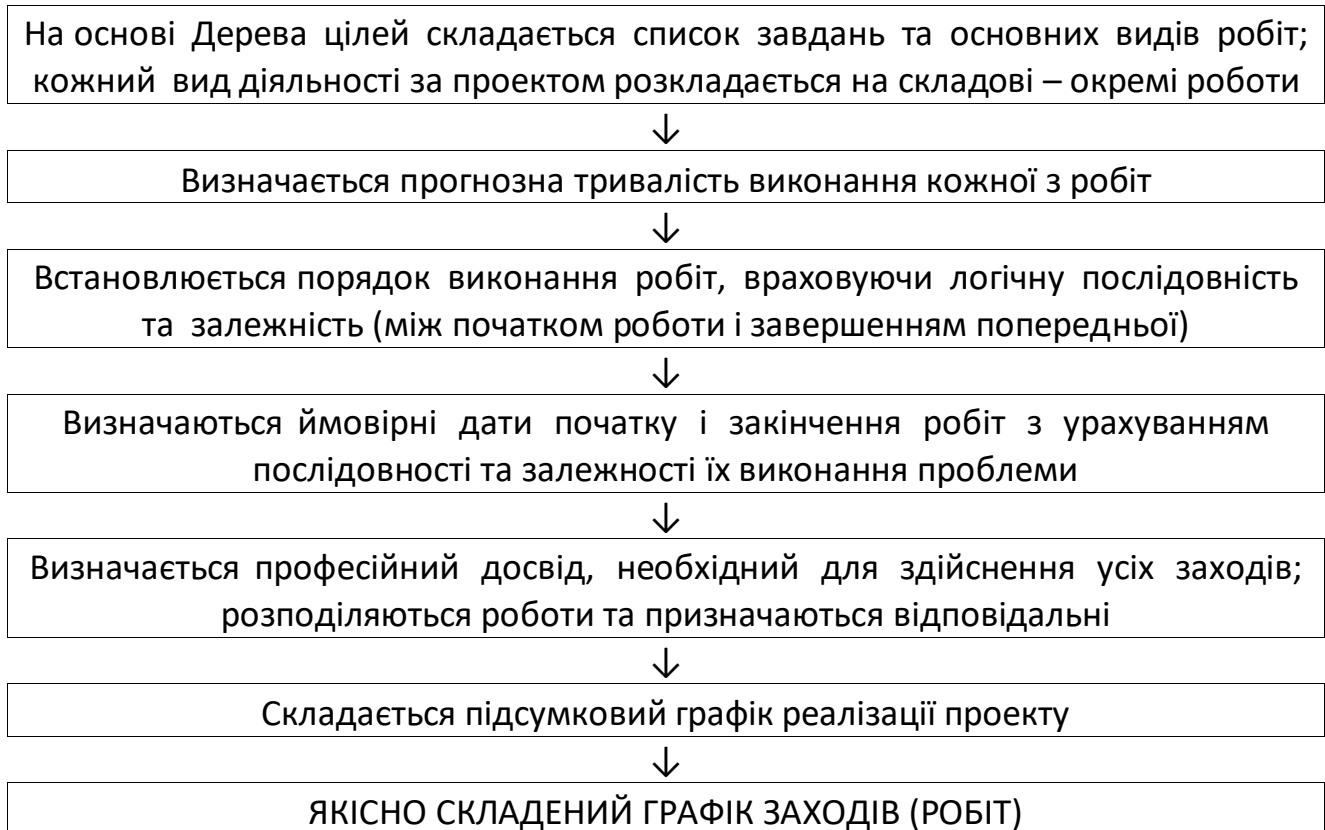 На основі Дерева цілей складається список завдань та основних видів робіт;
кожний вид діяльності за проектом розкладається на складові – окремі роботи
↓
Визначається прогнозна тривалість виконання кожної з робіт
↓
Встановлюється порядок виконання робіт, враховуючи логічну послідовність
та залежність (між початком роботи і завершенням попередньої)
↓
Визначаються ймовірні дати початку і закінчення робіт з урахуванням
послідовності та залежності їх виконання проблеми
↓
Визначається професійний досвід, необхідний для здійснення усіх заходів;
розподіляються роботи та призначаються відповідальні
↓
Складається підсумковий графік реалізації проекту
↓
ЯКІСНО СКЛАДЕНИЙ ГРАФІК ЗАХОДІВ (РОБІТ)